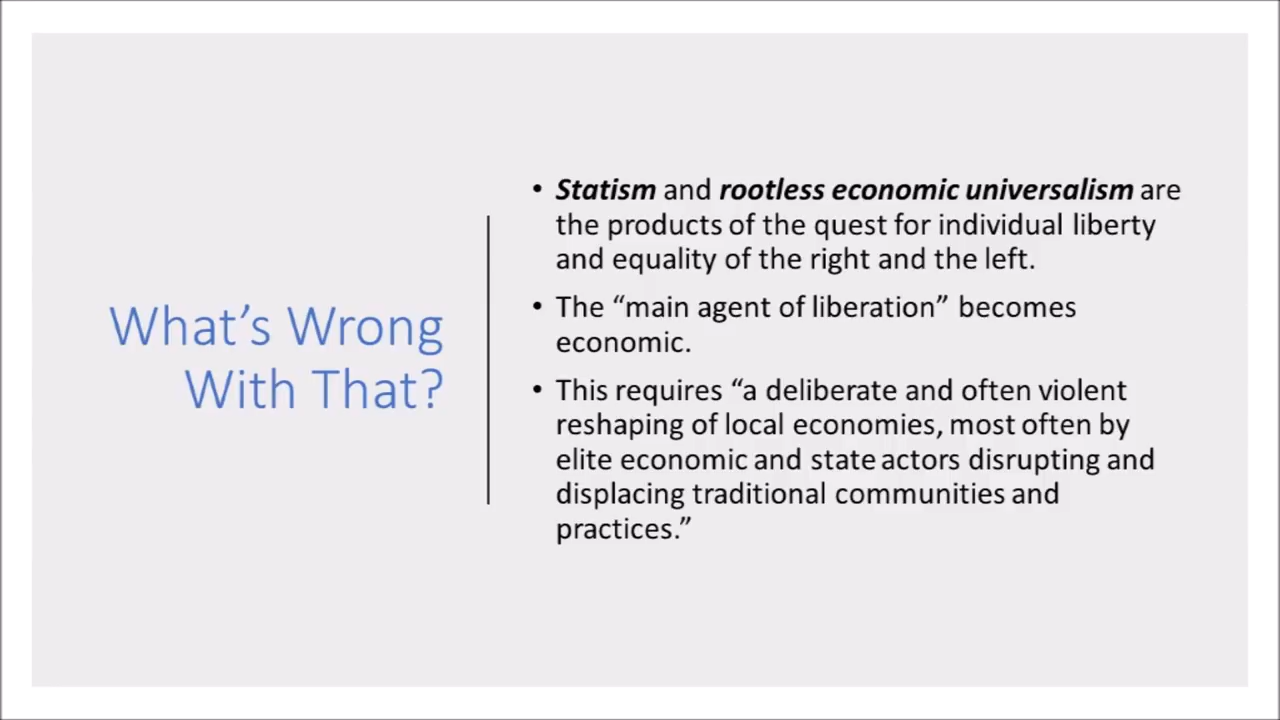 What’s Wrong
With That?
• Statism and rootless economic universalism are
the products of the quest for individual liberty
and equality of the right and the left.
• The “main agent of liberation” becomes
economic.
• This requires “a deliberate and often violent
reshaping of local economies, most often by
elite economic and state actors disrupting and
displacing traditional communities and
practices.”